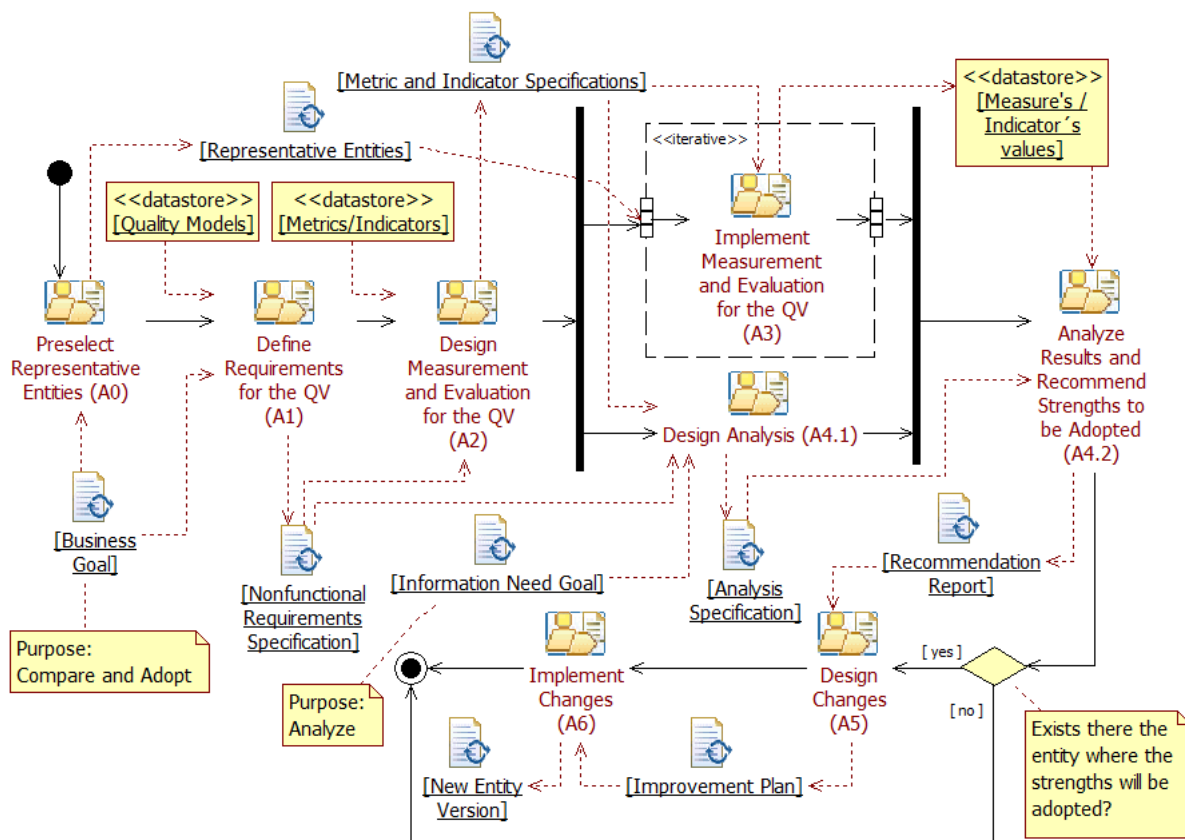 [Metric and Indicator Specifications]
<<datastore>>
[Measure's /
Indicator´s
values]
<<iterative>>
[Representative Entities]
<<datastore>>
[Quality Models]
<<datastore>>
[Metrics/Indicators]
Implement
Measurement
and Evaluation
for the QV
(A3)
Preselect
Representative
Entities (A0)
Define
Requirements
for the QV
(A1)
Design
Measurement
and Evaluation
for the QV
(A2)
Analyze
Results and
Recommend
Strengths to
be Adopted
(A4.2)
Design Analysis (A4.1)
[Business
Goal]
[Nonfunctional
Requirements
Specification]
[Information Need Goal]
[Analysis
Specification]
[Recommendation
Report]
Purpose:
Compare and Adopt
Purpose:
Analyze
Implement
Changes
(A6)
Design
Changes
(A5)
[ yes ]
[ no ]
Exists there the
entity where the
strengths will be
adopted?
[New Entity
Version]
[Improvement Plan]